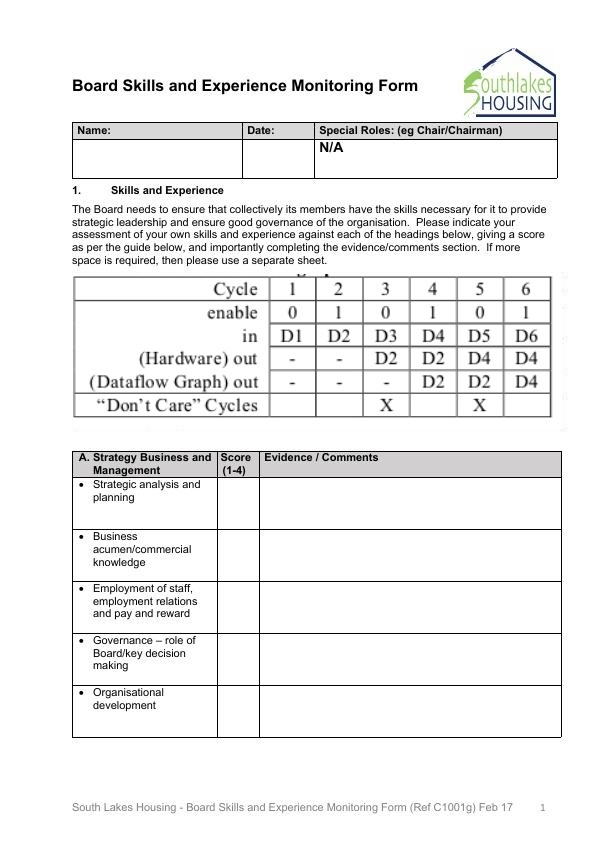 Board Skills and Experience Monitoring Form
Southlakes
HOUSING
Name: Date: Special Roles: (eg Chair/Chairman)
N/A
1. Skills and Experience
The Board needs to ensure that collectively its members have the skills necessary for it to provide
strategic leadership and ensure good governance of the organisation. Please indicate your
assessment of your own skills and experience against each of the headings below, giving a score
as per the guide below, and importantly completing the evidence/comments section. If more
space is required, then please use a separate sheet.
Cycle 1 2 3 4 5 6
enable 0 1 0 1 0 1
in D1 D2 D3 D4 D5 D6
(Hardware) out - - D2 D2 D4 D4
(Dataflow Graph) out - - - D2 D2 D4
“Don’t Care” Cycles X X
A. Strategy Business and Score Evidence / Comments
Management (1-4)
• Strategic analysis and
planning
• Business
acumen/commercial
knowledge
• Employment of staff,
employment relations
and pay and reward
• Governance – role of
Board/key decision
making
• Organisational
development
South Lakes Housing - Board Skills and Experience Monitoring Form (Ref C1001g) Feb 17 1